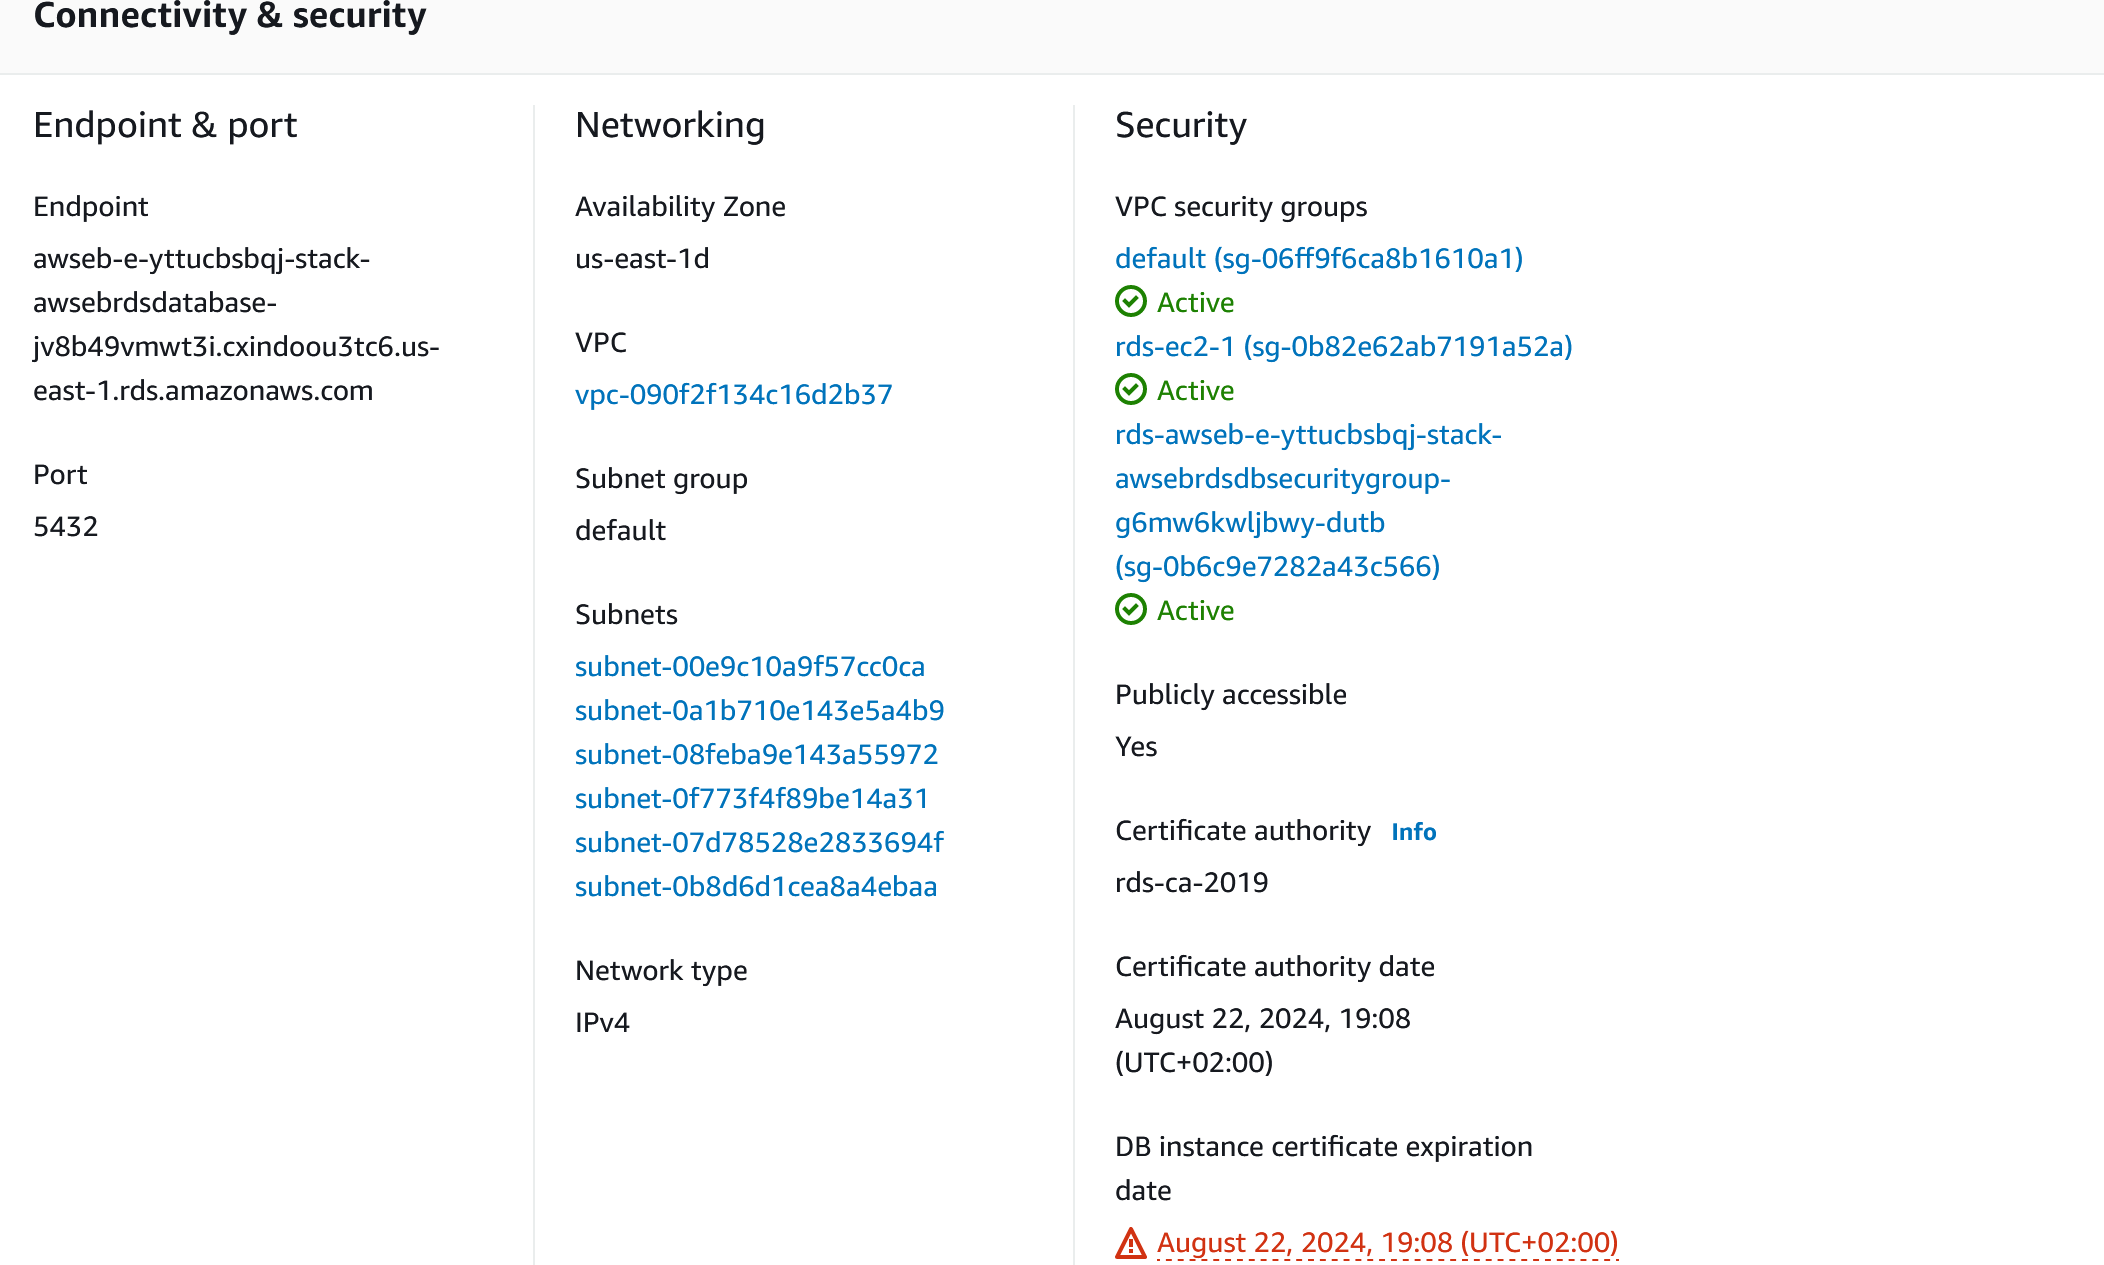 Connectivity & security
Endpoint & port
Endpoint
awseb-e-yttucbsbqj-stack-
awsebrdsdatabase-
jv8b49vmwt3i.cxindoou3tc6.us-
east-1.rds.amazonaws.com
Port
5432
Networking
Availability Zone
us-east-1d
VPC
vpc-090f2f134c16d2b37
Subnet group
default
Subnets
subnet-00e9c10a9f57cc0ca
subnet-0a1b710e143e5a4b9
subnet-08feba9e143a55972
subnet-0f773f4f89be14a31
subnet-07d78528e2833694f
subnet-0b8d6d1cea8a4ebaa
Network type
IPv4
Security
VPC security groups
default (sg-06ff9f6ca8b1610a1)
Active
rds-ec2-1 (sg-0b82e62ab7191a52a)
Active
rds-awseb-e-yttucbsbqj-stack-
awsebrdsdbsecuritygroup-
g6mw6kwljbwy-dutb
(sg-0b6c9e7282a43c566)
Active
Publicly accessible
Yes
Certificate authority Info
rds-ca-2019
Certificate authority date
August 22, 2024, 19:08
(UTC+02:00)
DB instance certificate expiration
date
August 22, 2024, 19:08 (UTC+02:00)